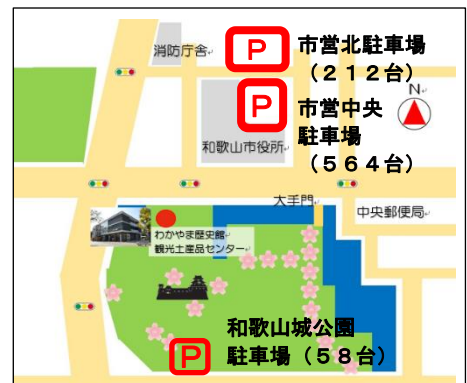 消防庁舎
P
市営北駐車場
（２１２台）
P
市営中央
駐車場
（５６４台）
N
和歌山市役所
大手門
中央郵便局
わかやま歴史館
観光土産品センター
和歌山城公園
P
駐車場（５８台）